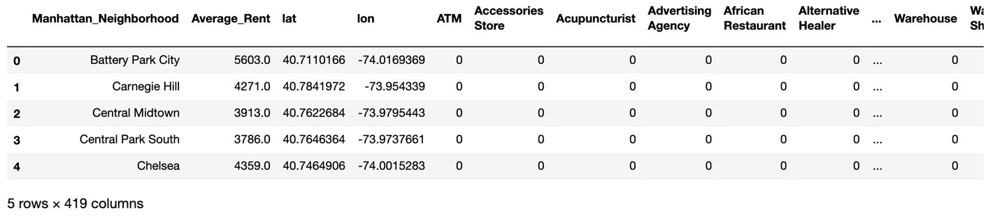 Manhattan_Neighborhood Average_Rent lat lon ATM Accessories Store Acupuncturist Advertising Agency African Restaurant Alternative Healer ... Warehouse Wa Sh
0 Battery Park City 5603.0 40.7110166 -74.0169369 0 0 0 0 0 0 ... 0
1 Carnegie Hill 4271.0 40.7841972 -73.954339 0 0 0 0 0 0 ... 0
2 Central Midtown 3913.0 40.7622684 -73.9795443 0 0 0 0 0 0 ... 0
3 Central Park South 3786.0 40.7646364 -73.9737661 0 0 0 0 0 0 ... 0
4 Chelsea 4359.0 40.7464906 -74.0015283 0 0 0 0 0 0 ... 0
5 rows × 419 columns